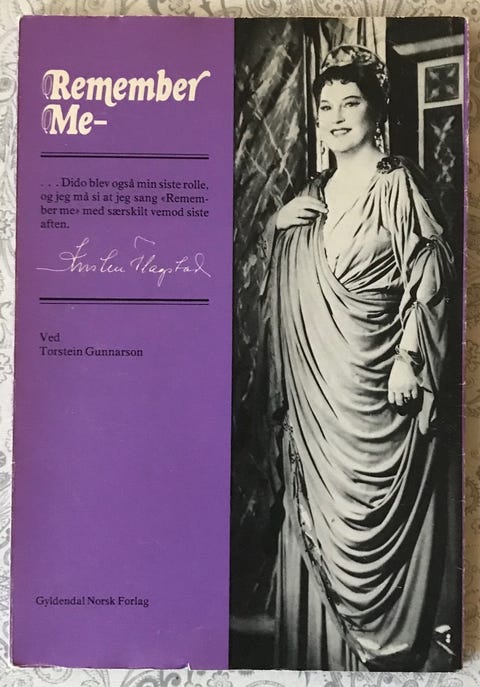 Remember
Me–
. . . Dido blev også min siste rolle,
og jeg må si at jeg sang «Remem-
ber me» med særskilt vemod siste
aften.
Kirsten Flagstad
Ved
Torstein Gunnarson
Gyldendal Norsk Forlag